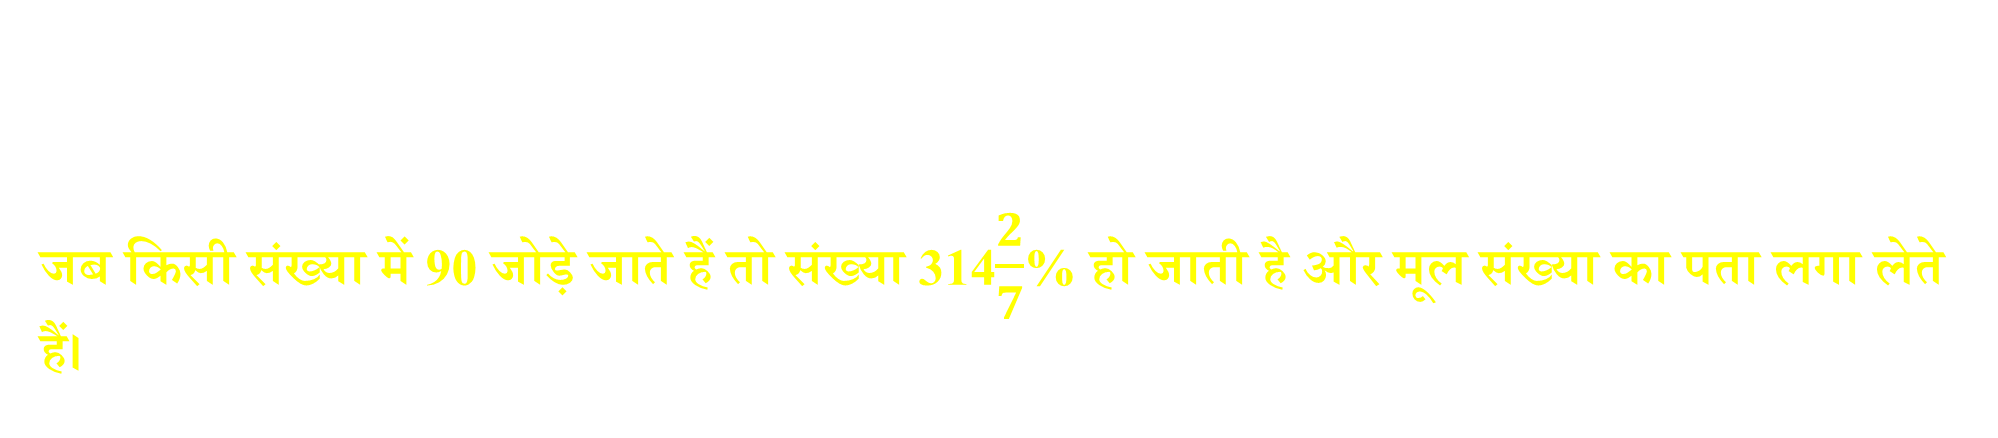 जब किसी संख्या में 90 जोड़े जाते हैं तो संख्या 314 2/7% हो जाती है और मूल संख्या का पता लगा लेते
हैं।